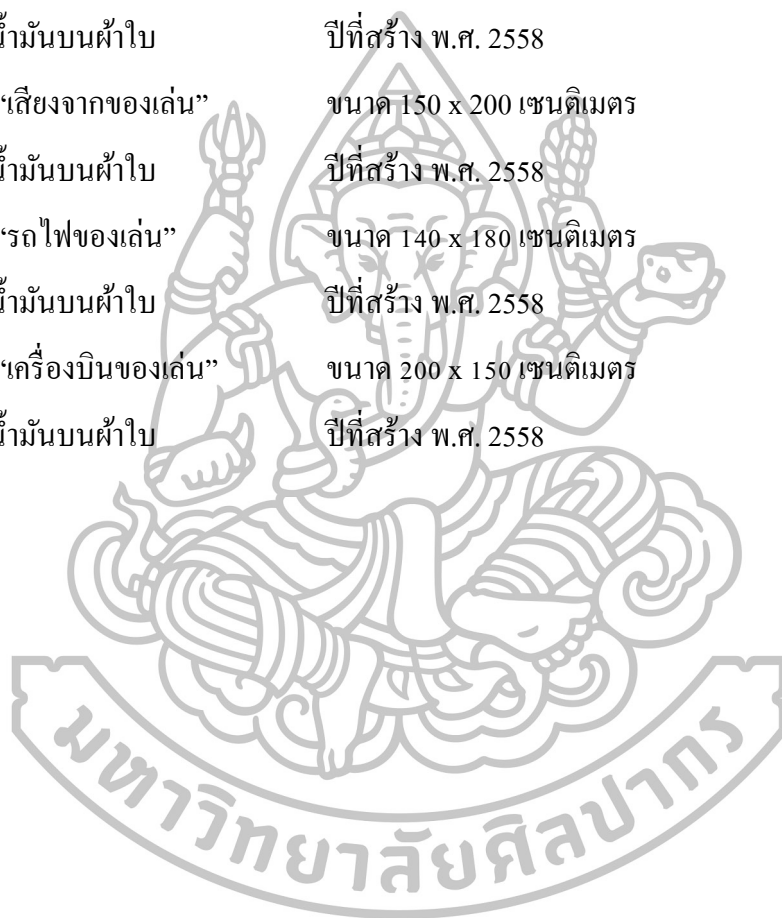 น้ำมันบนผ้าใบ ปีที่สร้าง พ.ศ. 2558
“เสียงจากของเล่น” ขนาด 150 x 200 เซนติเมตร
น้ำมันบนผ้าใบ ปีที่สร้าง พ.ศ. 2558
“รถไฟของเล่น” ขนาด 140 x 180 เซนติเมตร
น้ำมันบนผ้าใบ ปีที่สร้าง พ.ศ. 2558
“เครื่องบินของเล่น” ขนาด 200 x 150 เซนติเมตร
น้ำมันบนผ้าใบ ปีที่สร้าง พ.ศ. 2558
มหาวิทยาลัยศิลปากร